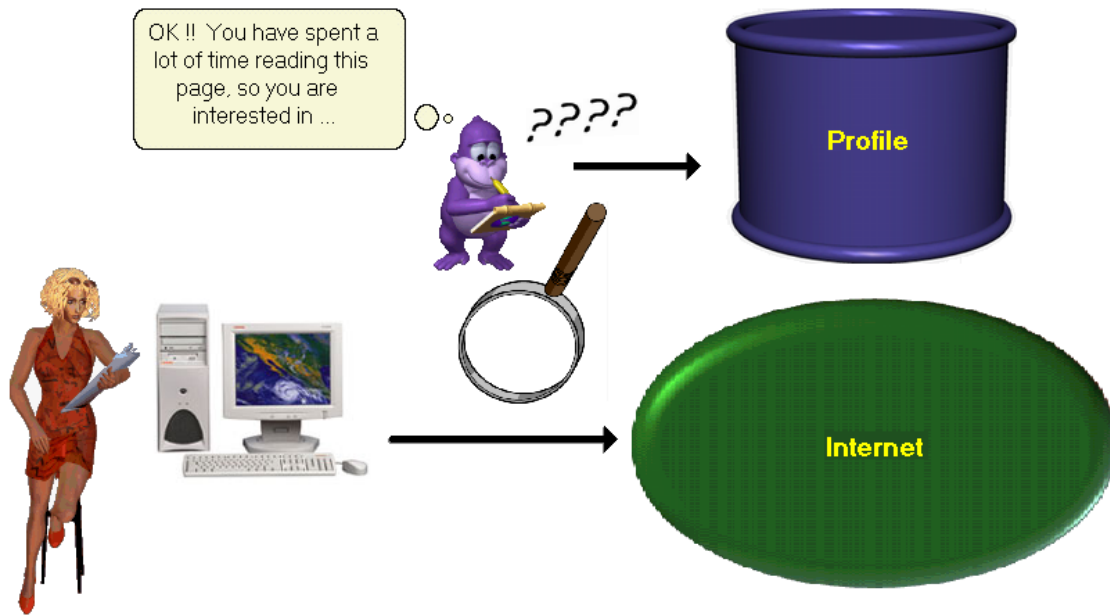 OK !! You have spent a
lot of time reading this
page, so you are
interested in ...
????
Profile
Internet